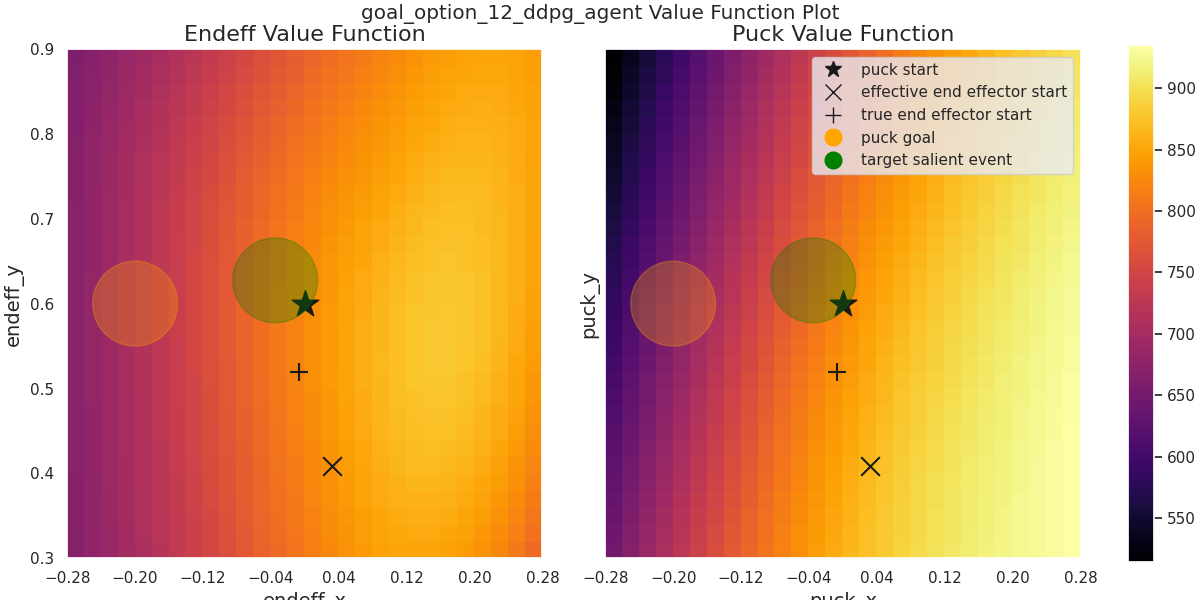 goal_option_12_ddpg_agent Value Function Plot
Endeff Value Function
Puck Value Function
0.9
0.8
0.7
0.6
0.5
0.4
0.3
endeff_y
−0.28 −0.20 −0.12 −0.04 0.04 0.12 0.20 0.28
endeff_x
puck_y
puck start
effective end effector start
true end effector start
puck goal
target salient event
−0.28 −0.20 −0.12 −0.04 0.04 0.12 0.20 0.28
puck_x
900
850
800
750
700
650
600
550